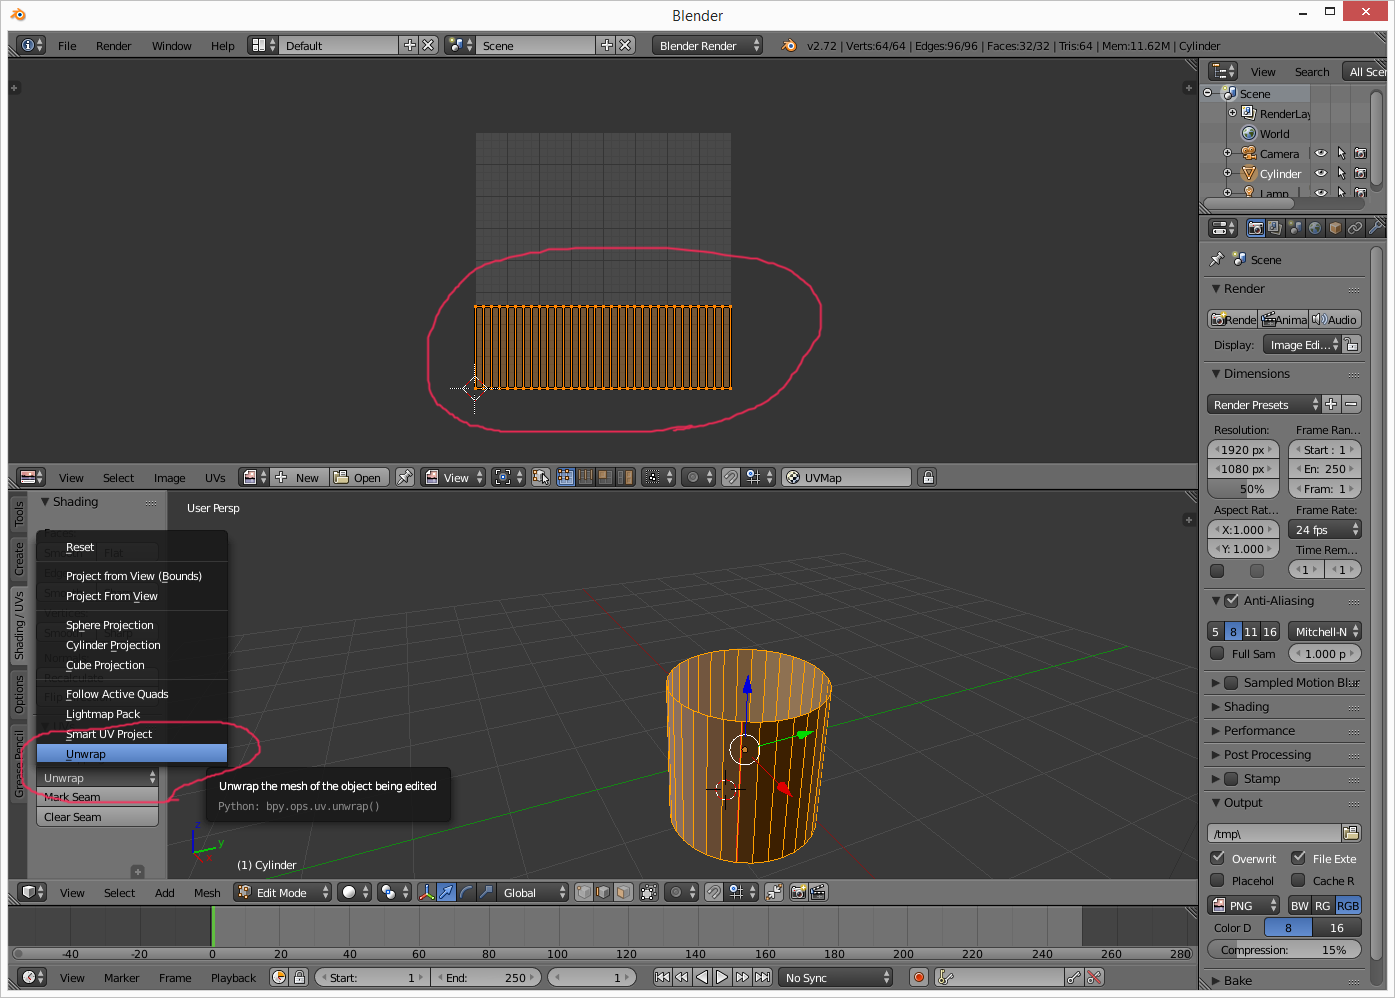 Blender
File Render Window Help Default Scene Blender Render v2.72 | Verts:64/64 | Edges:96/96 | Faces:32/32 | Tris:64 | Mem:11.62M | Cylinder
View Search All Sce
Scene
RenderLay
World
Camera
Cylinder
Lamp
Scene
Render
Rende Anima Audio
Display: Image Edi...
Dimensions
Render Presets
Resolution: Frame Ran...
1920 px Start : 1
1080 px En: 250
50% Fram: 1
Aspect Rat... Frame Rate:
X:1.000 24 fps
Y: 1.000 Time Rem...
1 1
Anti-Aliasing
5 8 11 16 Mitchell-N
Full Sam 1.000 p
Sampled Motion Blur
Shading
Performance
Post Processing
Stamp
Output
/tmp\
Overwrit File Exte
Placehol Cache R
PNG BW RG RGB
Color D 8 16
Compression: 15%
Bake
View Select Image UVs New Open View UVMap
Tools
Create
Shading / UVs
Options
Grease Pencil
Shading
User Persp
Reset
Project from View (Bounds)
Project From View
Sphere Projection
Cylinder Projection
Cube Projection
Follow Active Quads
Lightmap Pack
Smart UV Project
Unwrap
Unwrap
Mark Seam
Clear Seam
Unwrap the mesh of the object being edited
Python: bpy.ops.uv.unwrap()
z
y
x
(1) Cylinder
View Select Add Mesh Edit Mode Global
-40 -20 0 20 40 60 80 100 120 140 160 180 200 220 240 260 280
View Marker Frame Playback Start: 1 End: 250 1 No Sync